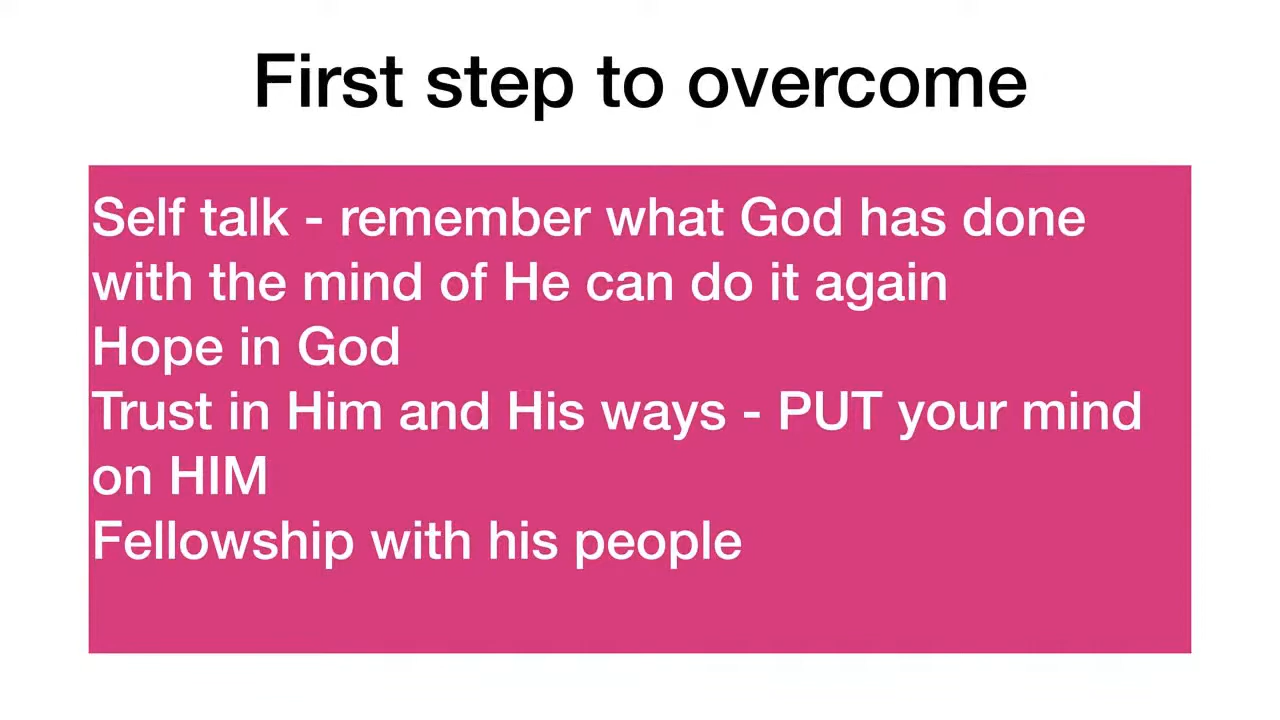 First step to overcome
Self talk - remember what God has done
with the mind of He can do it again
Hope in God
Trust in Him and His ways - PUT your mind
on HIM
Fellowship with his people